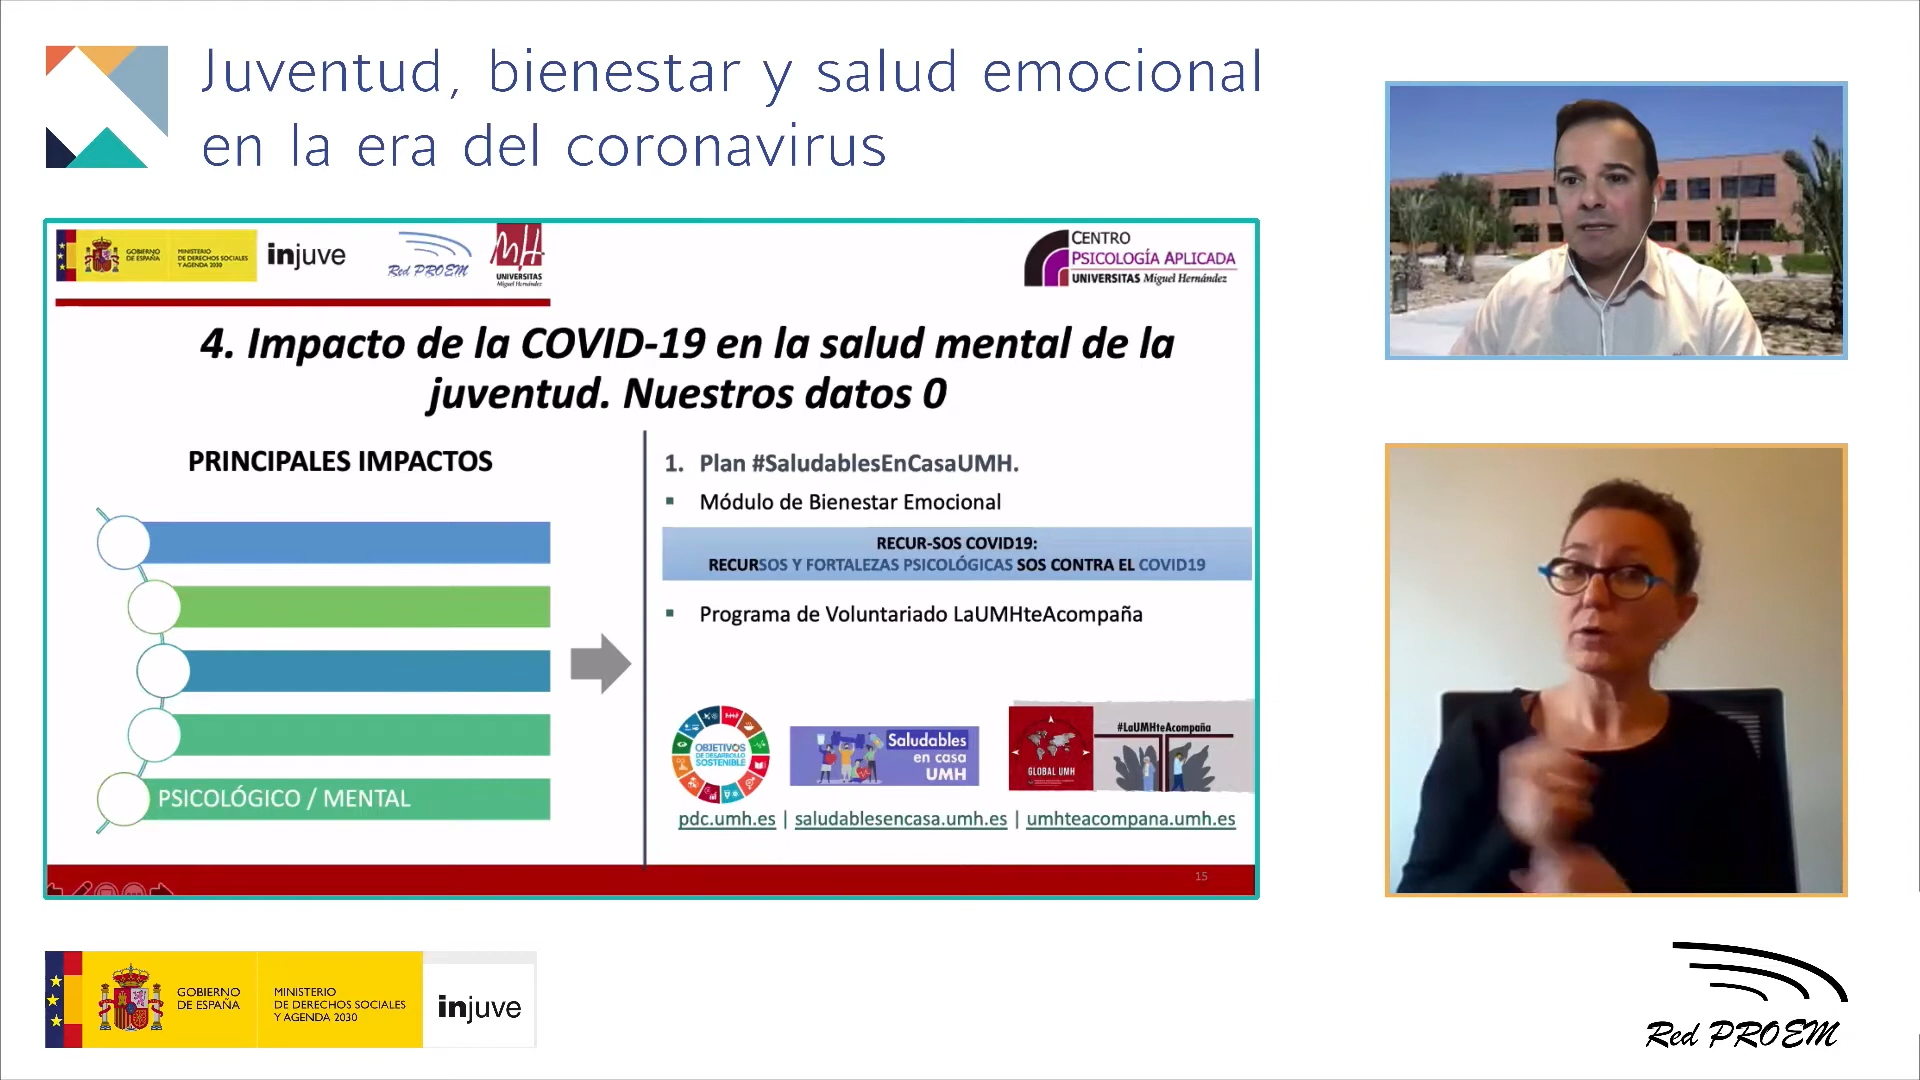 Juventud, bienestar y salud emocional
en la era del coronavirus
GOBIERNO
DE ESPAÑA
MINISTERIO
DE DERECHOS SOCIALES
Y AGENDA 2030
injuve
Red PROEM
UNIVERSITAS
Miguel Hernández
CENTRO
PSICOLOGÍA APLICADA
UNIVERSITAS Miguel Hernández
4. Impacto de la COVID-19 en la salud mental de la
juventud. Nuestros datos 0
PRINCIPALES IMPACTOS
PSICOLÓGICO / MENTAL
1. Plan #SaludablesEnCasaUMH.
▪ Módulo de Bienestar Emocional
RECUR-SOS COVID19:
RECURSOS Y FORTALEZAS PSICOLÓGICAS SOS CONTRA EL COVID19
▪ Programa de Voluntariado LaUMHteAcompaña
OBJETIVOS
DE DESARROLLO
SOSTENIBLE
Saludables
en casa
UMH
GLOBAL UMH
#LaUMHteAcompaña
pdc.umh.es | saludablesencasa.umh.es | umhteacompana.umh.es
15
GOBIERNO
DE ESPAÑA
MINISTERIO
DE DERECHOS SOCIALES
Y AGENDA 2030
injuve
Red PROEM